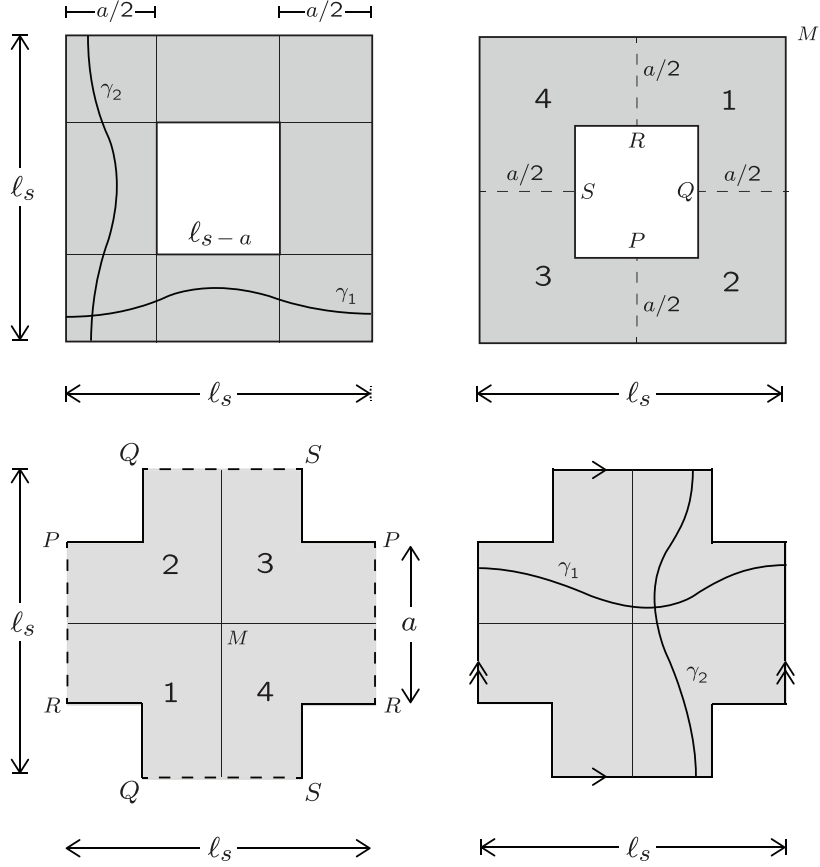 a/2 a/2
γ₂
ℓₛ
ℓₛ₋ₐ
γ₁
ℓₛ
M
a/2
4 1
R
a/2 S Q a/2
P
3 2
a/2
ℓₛ
Q S
P P
2 3
ℓₛ M a
1 4
R R
Q S
ℓₛ
γ₁
γ₂
ℓₛ